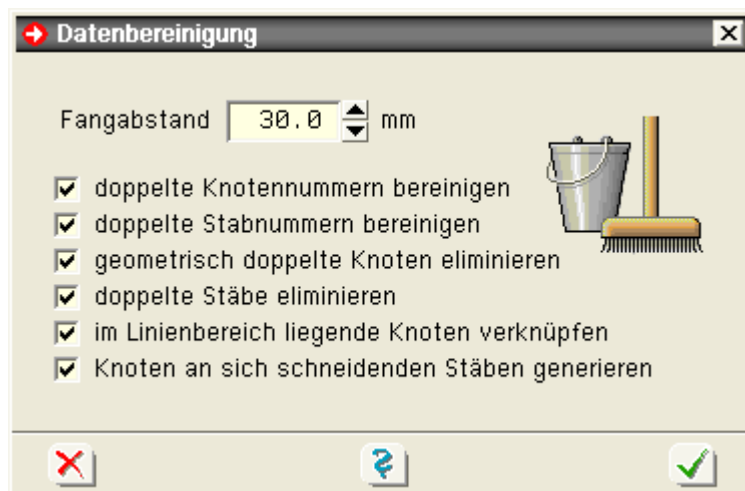 Datenbereinigung
Fangabstand 30.0 mm
doppelte Knotennummern bereinigen
doppelte Stabnummern bereinigen
geometrisch doppelte Knoten eliminieren
doppelte Stäbe eliminieren
im Linienbereich liegende Knoten verknüpfen
Knoten an sich schneidenden Stäben generieren